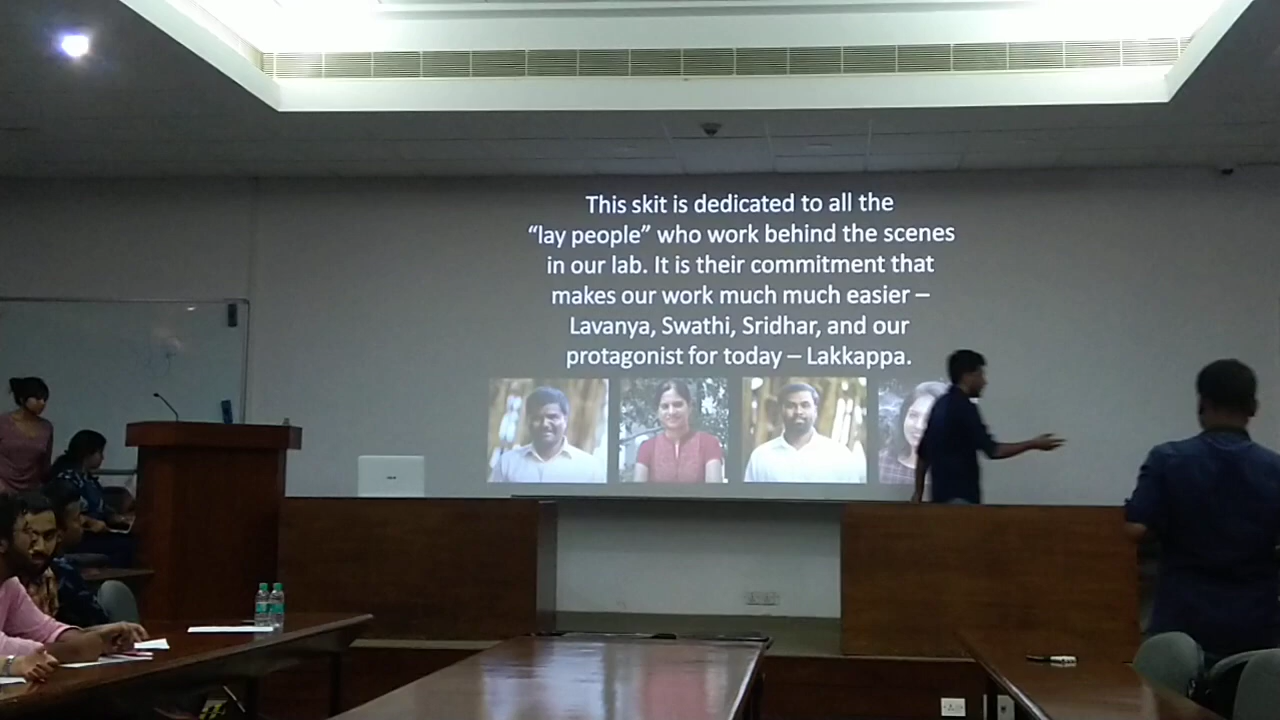 This skit is dedicated to all the
“lay people” who work behind the scenes
in our lab. It is their commitment that
makes our work much much easier –
Lavanya, Swathi, Sridhar, and our
protagonist for today – Lakkappa.